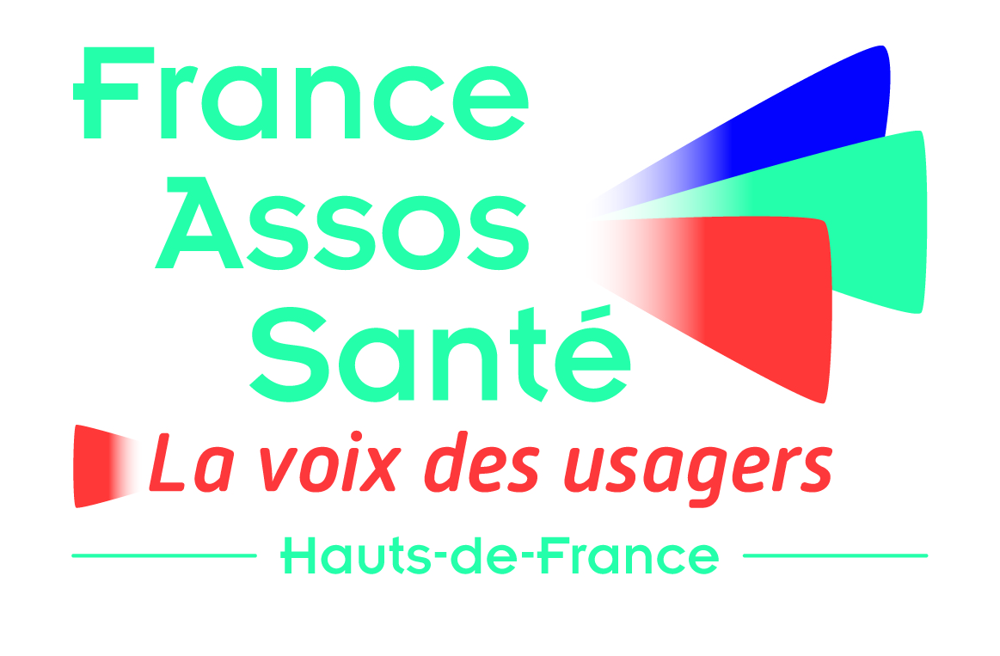 France
Assos
Santé
La voix des usagers
Hauts-de-France